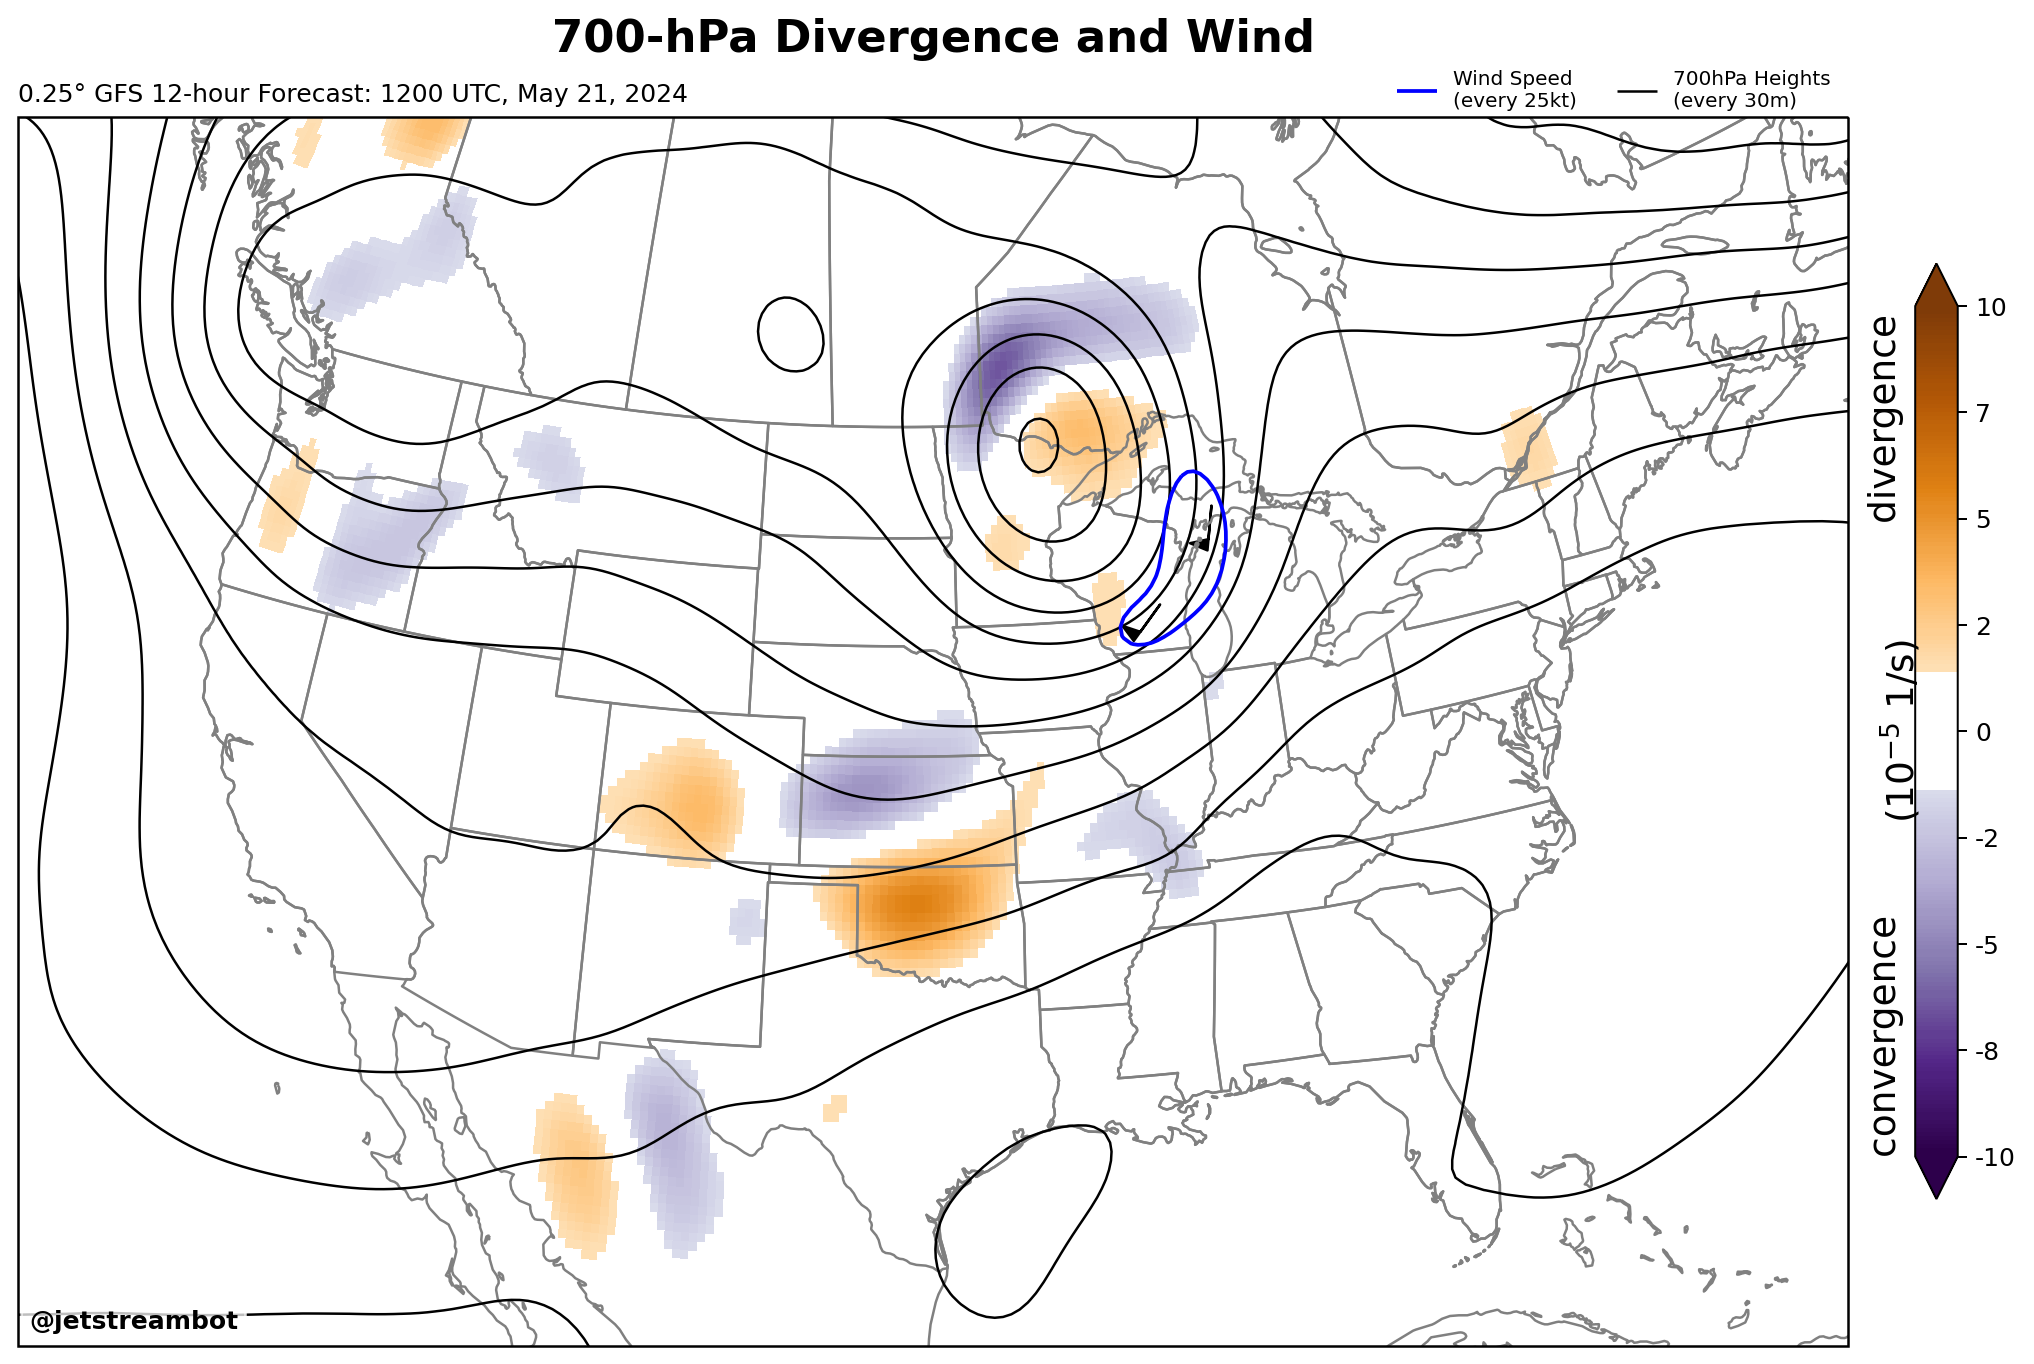 700-hPa Divergence and Wind
0.25° GFS 12-hour Forecast: 1200 UTC, May 21, 2024
Wind Speed
(every 25kt)
700hPa Heights
(every 30m)
10
7
5
2
0
-2
-5
-8
-10
divergence
(10⁻⁵ 1/s)
convergence
@jetstreambot